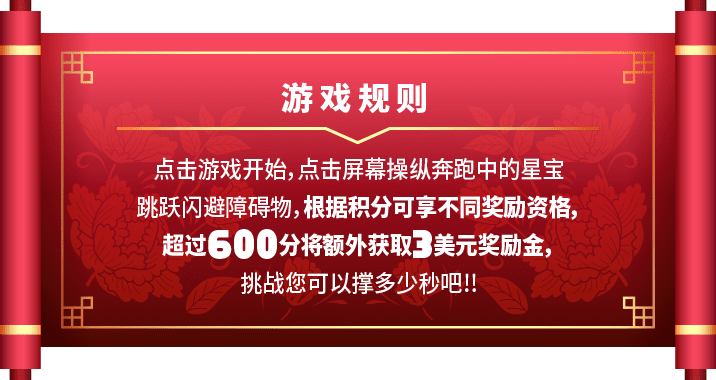 游戏规则
点击游戏开始，点击屏幕操纵奔跑中的星宝
跳跃闪避障碍物，根据积分可享不同奖励资格，
超过600分将额外获取3美元奖励金，
挑战您可以撑多少秒吧!!